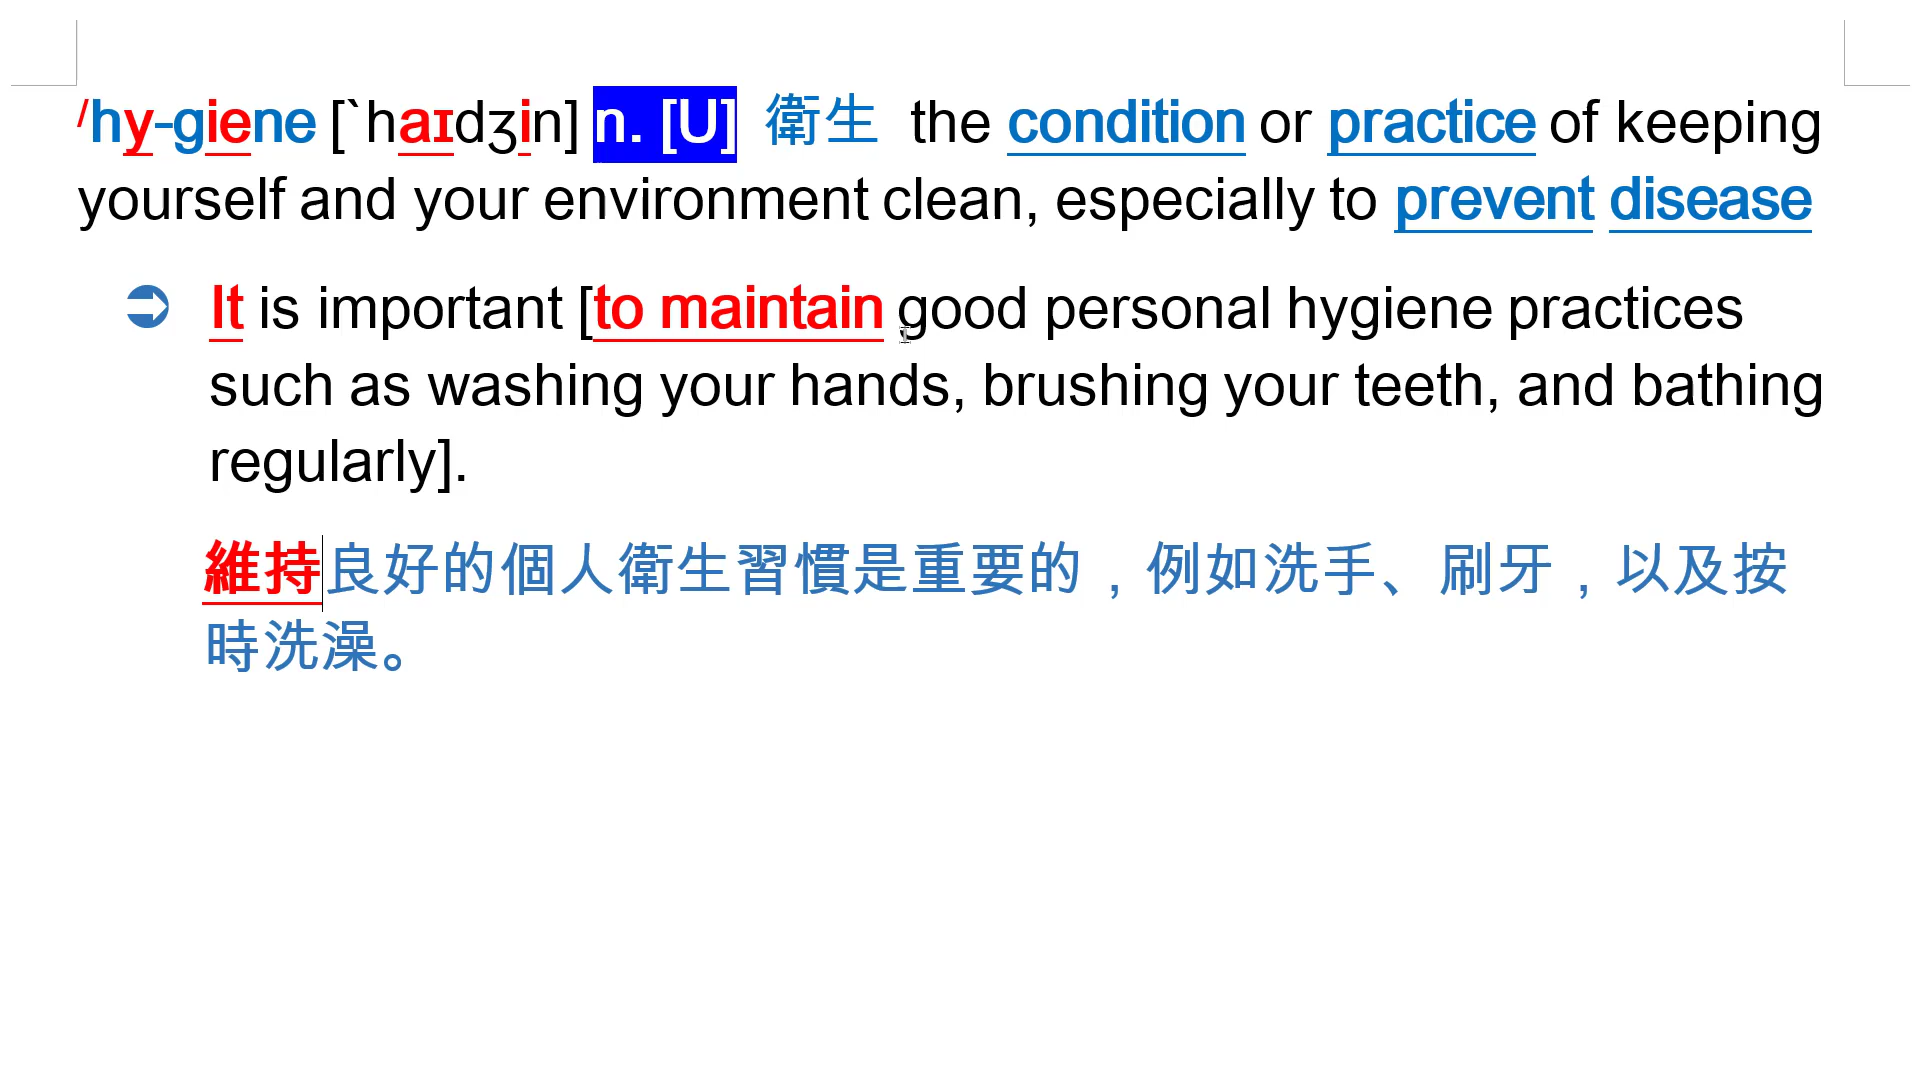 /hy-giene [`haɪdʒin] n. [U] 衛生 the condition or practice of keeping
yourself and your environment clean, especially to prevent disease
➲ It is important [to maintain good personal hygiene practices
such as washing your hands, brushing your teeth, and bathing
regularly].
維持良好的個人衛生習慣是重要的，例如洗手、刷牙，以及按
時洗澡。